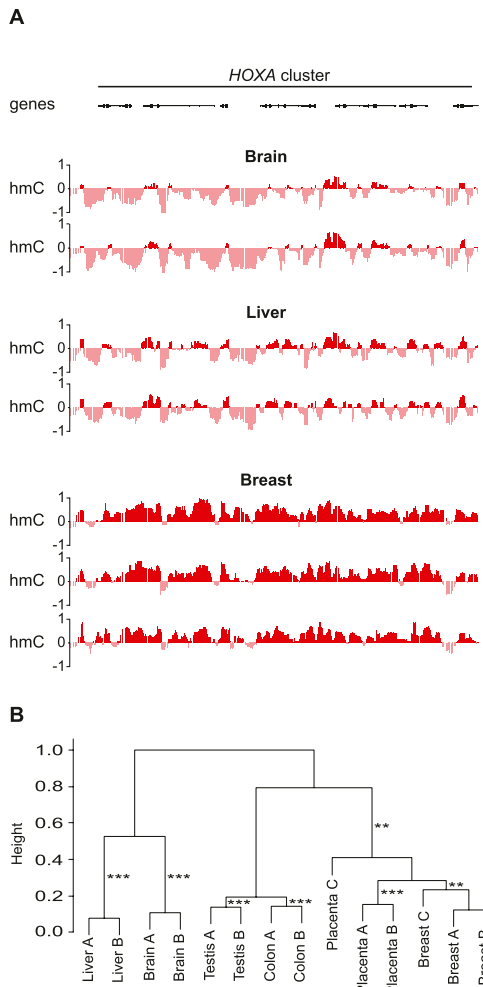 A
HOXA cluster
genes
Brain
1
hmC 0
-1
1
hmC 0
-1
Liver
1
hmC 0
-1
1
hmC 0
-1
Breast
1
hmC 0
-1
1
hmC 0
-1
1
hmC 0
-1
B
Height
1.0
0.8
0.6
0.4
0.2
0.0
**
***
***
***
***
***
**
Liver A
Liver B
Brain A
Brain B
Testis A
Testis B
Colon A
Colon B
Placenta C
Placenta A
Placenta B
Breast C
Breast A
Breast B